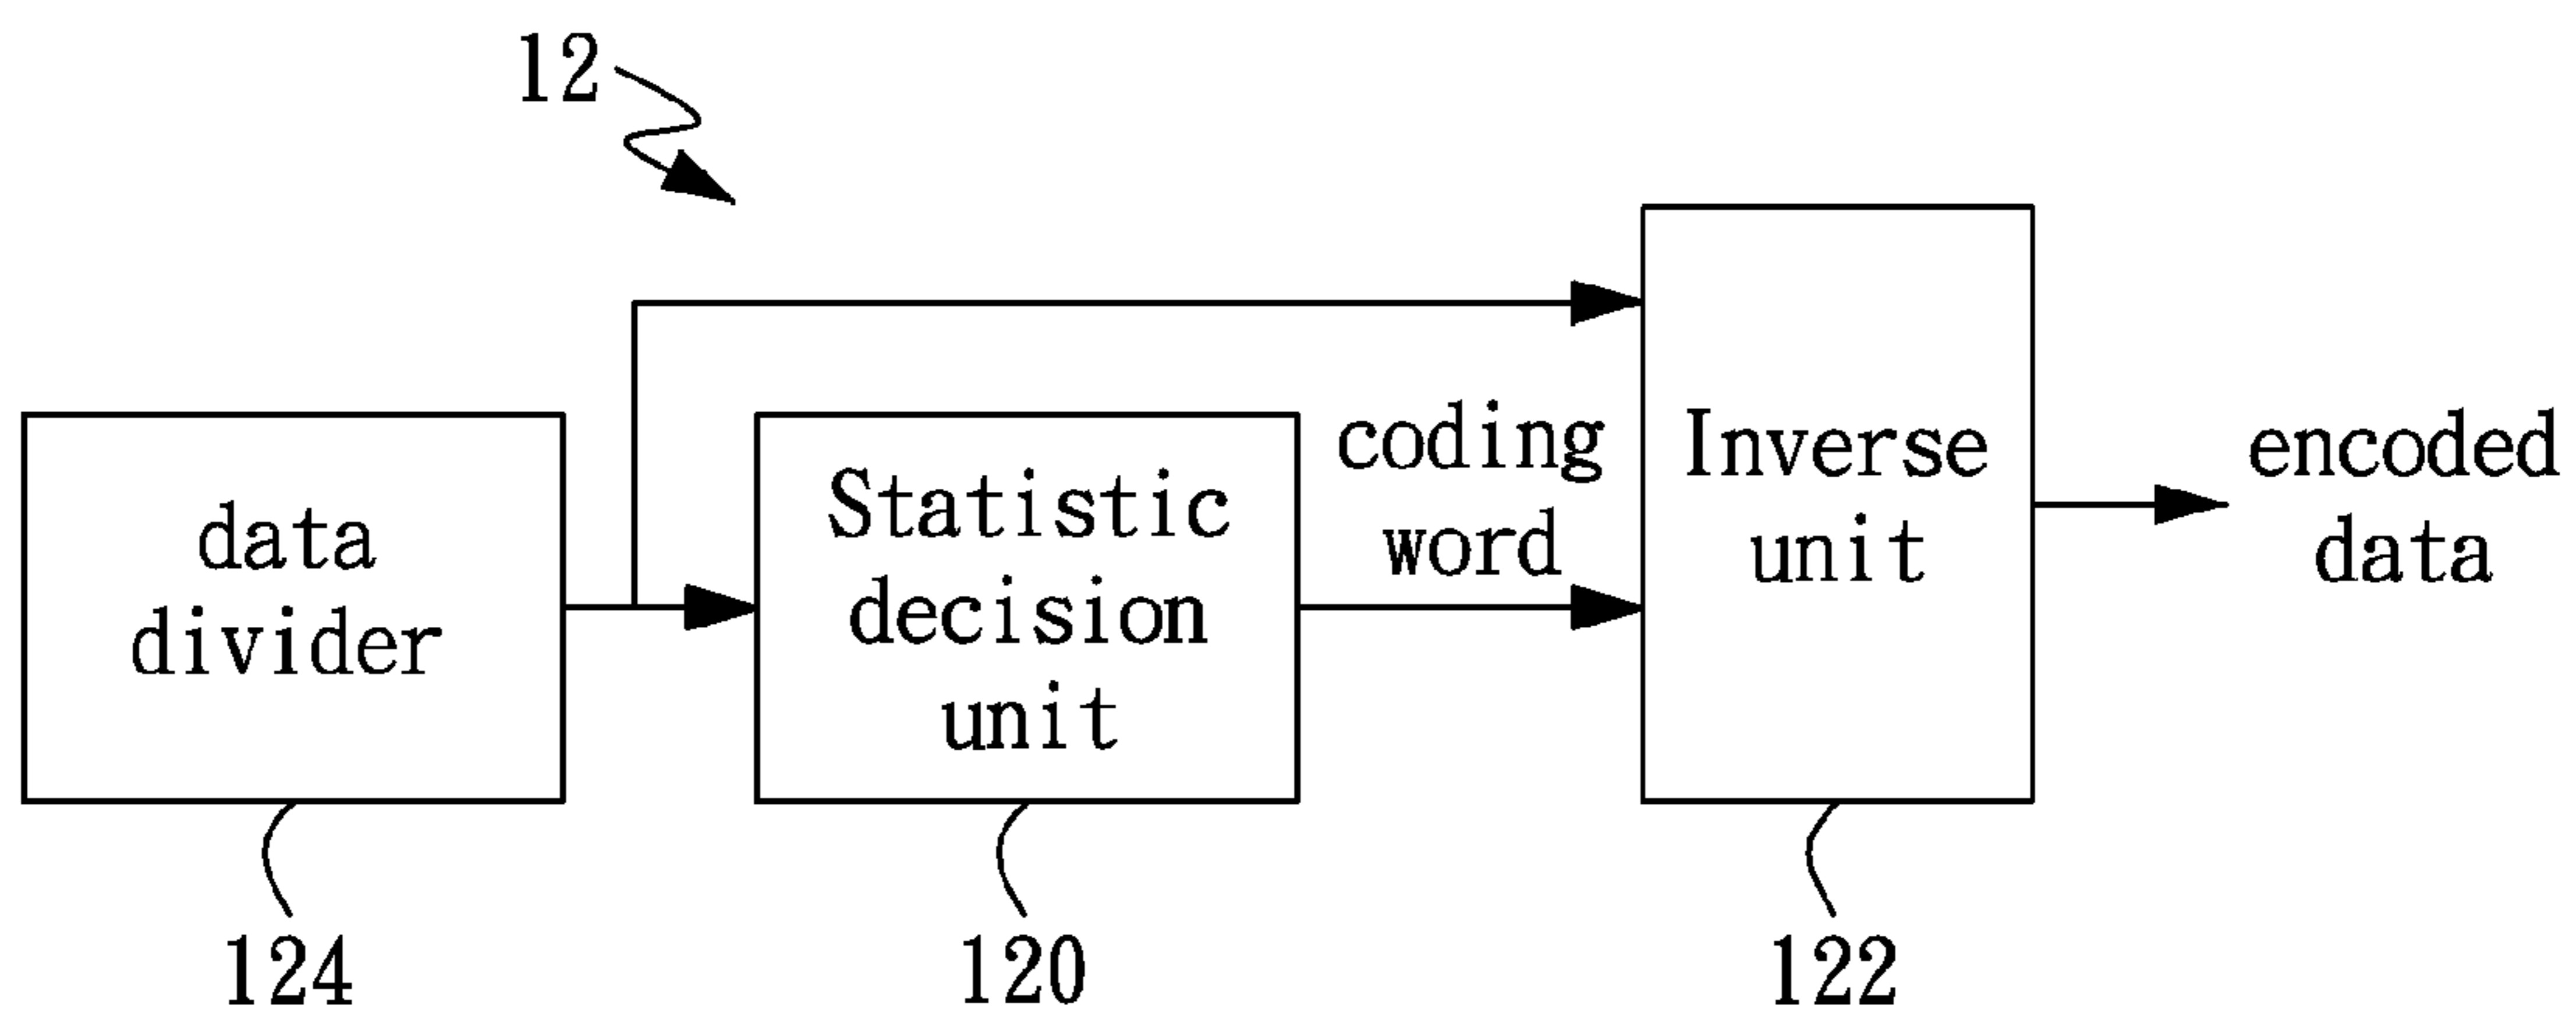 12
data
divider
Statistic
decision
unit
coding
word
Inverse
unit
encoded
data
124
120
122